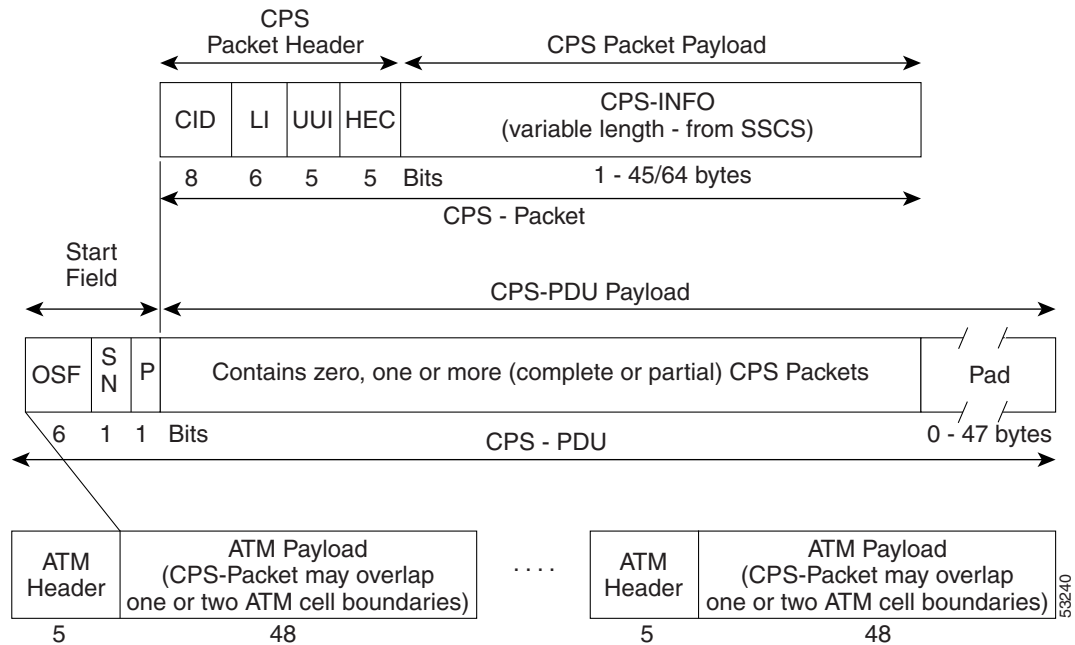 CPS
Packet Header
CPS Packet Payload
CID LI UUI HEC
CPS-INFO
(variable length - from SSCS)
8 6 5 5 Bits 1 - 45/64 bytes
CPS - Packet
Start
Field
CPS-PDU Payload
OSF
S
N
P
Contains zero, one or more (complete or partial) CPS Packets
Pad
6 1 1 Bits
CPS - PDU
0 - 47 bytes
ATM
Header
ATM Payload
(CPS-Packet may overlap
one or two ATM cell boundaries)
....
ATM
Header
ATM Payload
(CPS-Packet may overlap
one or two ATM cell boundaries)
5 48 5 48
53240